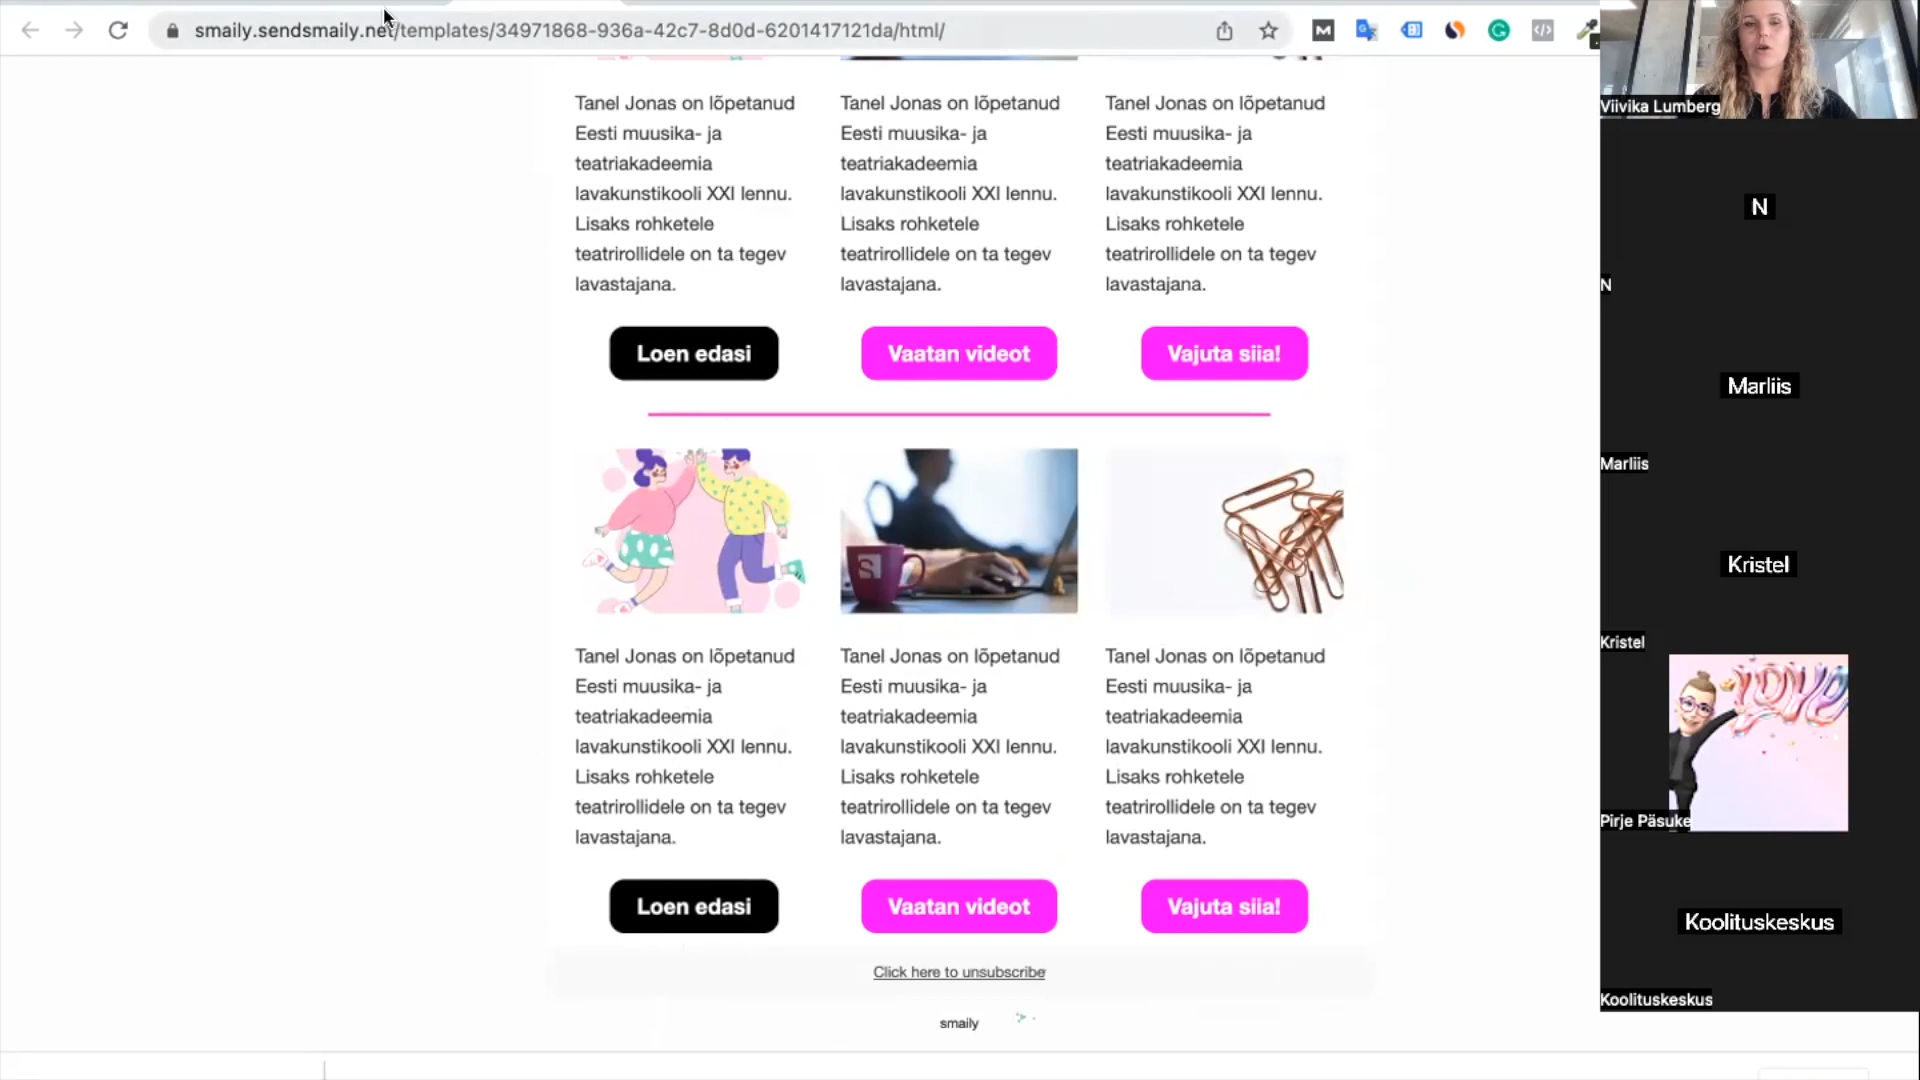 smaily.sendsmaily.net/templates/34971868-936a-42c7-8d0d-6201417121da/html/
Tanel Jonas on lõpetanud
Eesti muusika- ja
teatriakadeemia
lavakunstikooli XXI lennu.
Lisaks rohketele
teatrirollidele on ta tegev
lavastajana.
Loen edasi
Tanel Jonas on lõpetanud
Eesti muusika- ja
teatriakadeemia
lavakunstikooli XXI lennu.
Lisaks rohketele
teatrirollidele on ta tegev
lavastajana.
Vaatan videot
Tanel Jonas on lõpetanud
Eesti muusika- ja
teatriakadeemia
lavakunstikooli XXI lennu.
Lisaks rohketele
teatrirollidele on ta tegev
lavastajana.
Vajuta siia!
Tanel Jonas on lõpetanud
Eesti muusika- ja
teatriakadeemia
lavakunstikooli XXI lennu.
Lisaks rohketele
teatrirollidele on ta tegev
lavastajana.
Loen edasi
S
Tanel Jonas on lõpetanud
Eesti muusika- ja
teatriakadeemia
lavakunstikooli XXI lennu.
Lisaks rohketele
teatrirollidele on ta tegev
lavastajana.
Vaatan videot
Tanel Jonas on lõpetanud
Eesti muusika- ja
teatriakadeemia
lavakunstikooli XXI lennu.
Lisaks rohketele
teatrirollidele on ta tegev
lavastajana.
Vajuta siia!
Click here to unsubscribe
smaily
Viivika Lumberg
N
N
Marliis
Marliis
Kristel
Kristel
Pirje Päsuke
Koolituskeskus
Koolituskeskus